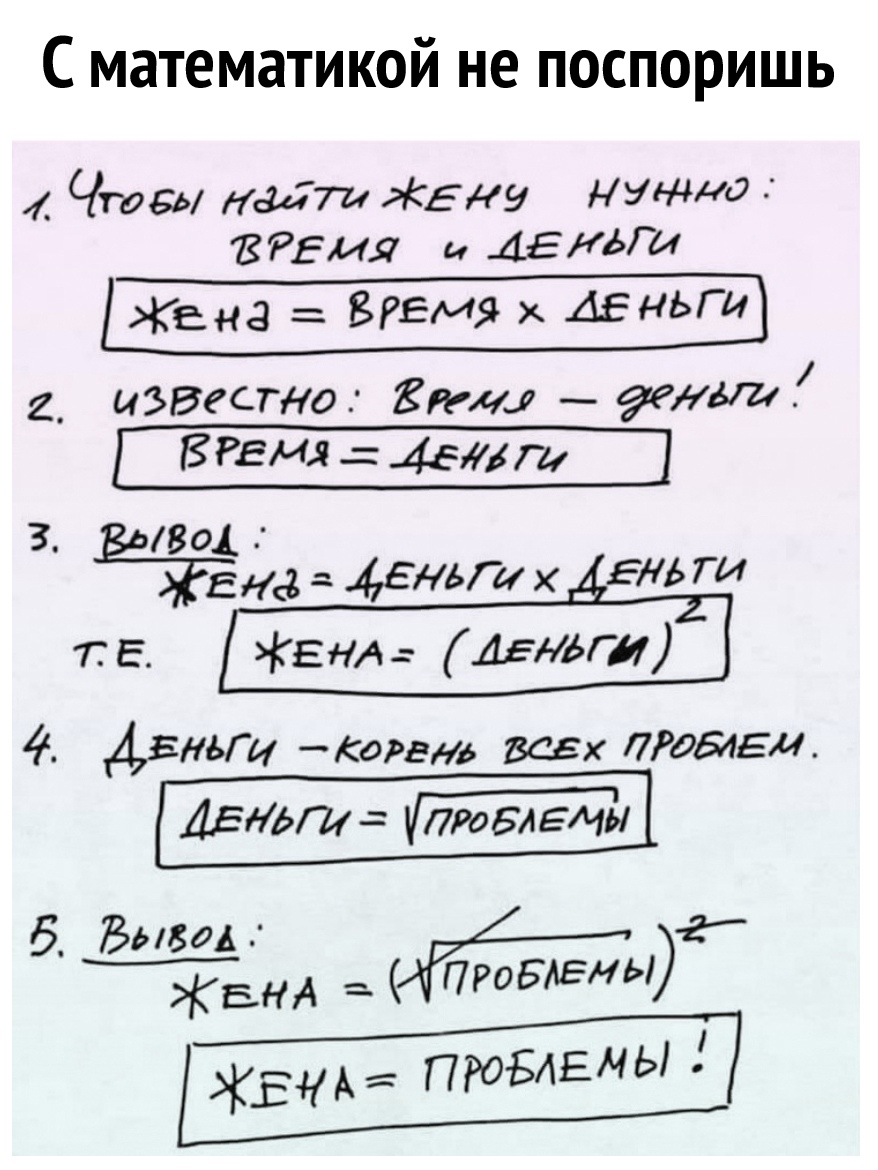 С математикой не поспоришь
1. Чтобы найти жену нужно:
ВРЕМЯ и ДЕНЬГИ
Жена = ВРЕМЯ х ДЕНЬГИ
2. известно: Время – деньги!
ВРЕМЯ = ДЕНЬГИ
3. Вывод:
Жена = ДЕНЬГИ х ДЕНЬГИ
Т.Е. ЖЕНА = (ДЕНЬГИ)²
4. ДЕНЬГИ – КОРЕНЬ ВСЕХ ПРОБЛЕМ.
ДЕНЬГИ = √ПРОБЛЕМЫ
5. Вывод:
ЖЕНА = (√ПРОБЛЕМЫ)²
ЖЕНА = ПРОБЛЕМЫ!